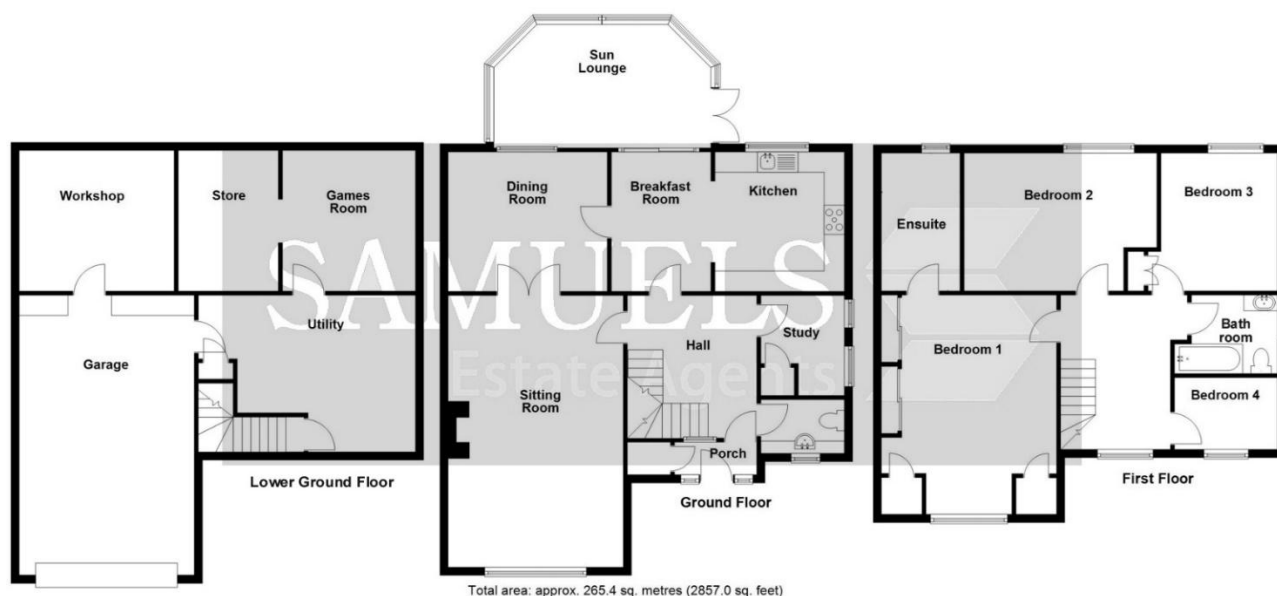 Sun
Lounge
Workshop
Store
Games
Room
Garage
Utility
Lower Ground Floor
Dining
Room
Breakfast
Room
Kitchen
Hall
Study
Sitting
Room
Porch
Ground Floor
Ensuite
Bedroom 2
Bedroom 3
Bedroom 1
Bath
room
Bedroom 4
First Floor
SAMUELS
Estate Agents
Total area: approx. 265.4 sq. metres (2857.0 sq. feet)